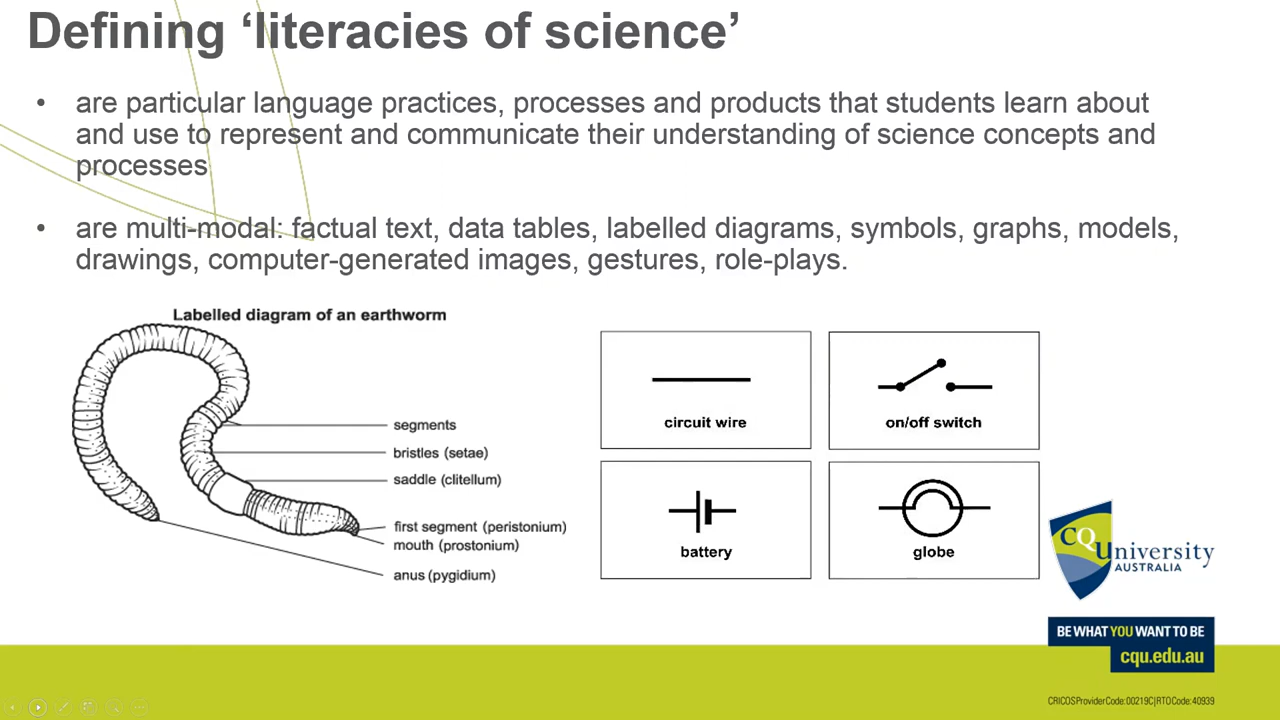 Defining ‘literacies of science’
• are particular language practices, processes and products that students learn about
and use to represent and communicate their understanding of science concepts and
processes
• are multi-modal: factual text, data tables, labelled diagrams, symbols, graphs, models,
drawings, computer-generated images, gestures, role-plays.
Labelled diagram of an earthworm
segments
bristles (setae)
saddle (clitellum)
first segment (peristonium)
mouth (prostonium)
anus (pygidium)
circuit wire
on/off switch
battery
globe
CQUniversity
AUSTRALIA
BE WHAT YOU WANT TO BE
cqu.edu.au
CRICOS Provider Code: 00219C | RTO Code: 40939